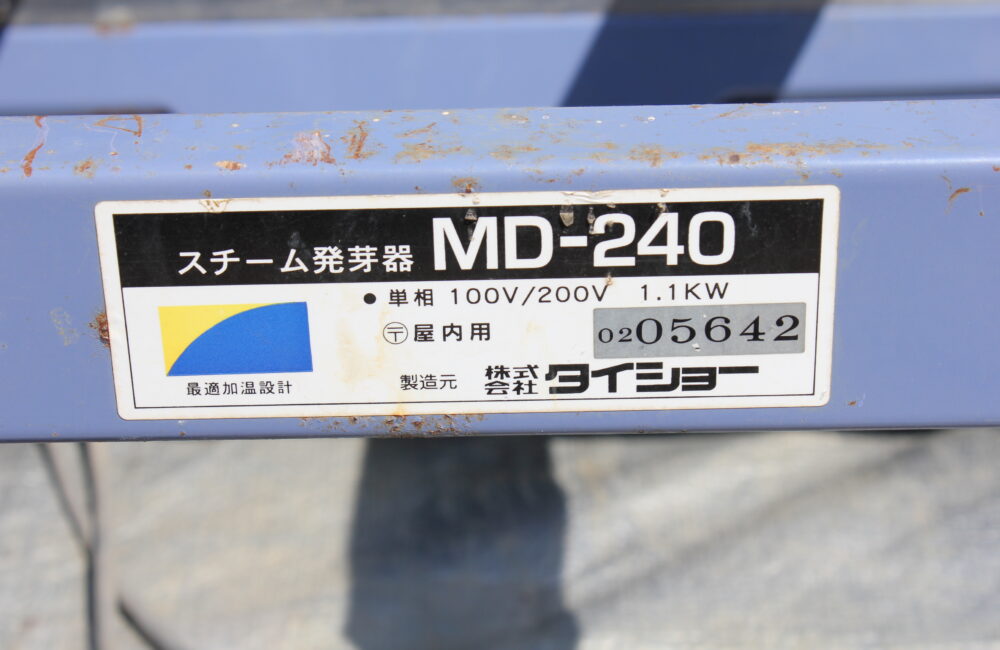 スチーム発芽器 MD-240
● 単相 100V/200V 1.1KW
〶屋内用 0205642
最適加温設計
製造元 株式会社 タイショー